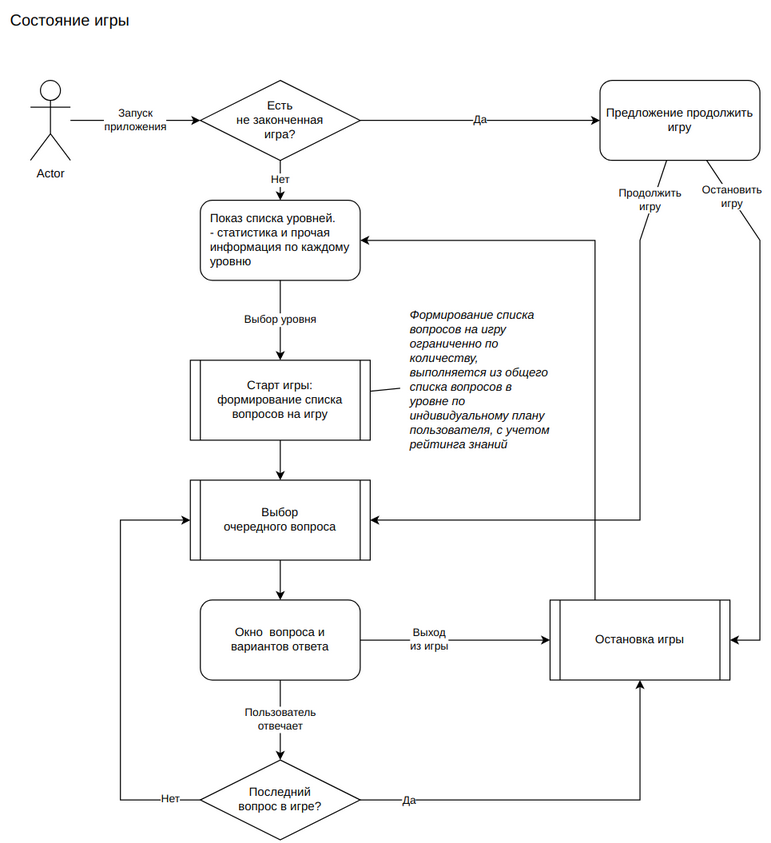 Состояние игры
Есть
не законченная
игра?
Запуск
приложения
Да
Предложение продолжить
игру
Actor
Нет
Продолжить
игру
Остановить
игру
Показ списка уровней.
- статистика и прочая
информация по каждому
уровню
Выбор уровня
Формирование списка
вопросов на игру
ограниченно по
количеству,
выполняется из общего
списка вопросов в
уровне по
индивидуальному плану
пользователя, с учетом
рейтинга знаний
Старт игры:
формирование списка
вопросов на игру
Выбор
очередного вопроса
Окно вопроса и
вариантов ответа
Выход
из игры
Остановка игры
Пользователь
отвечает
Последний
вопрос в игре?
Нет
Да